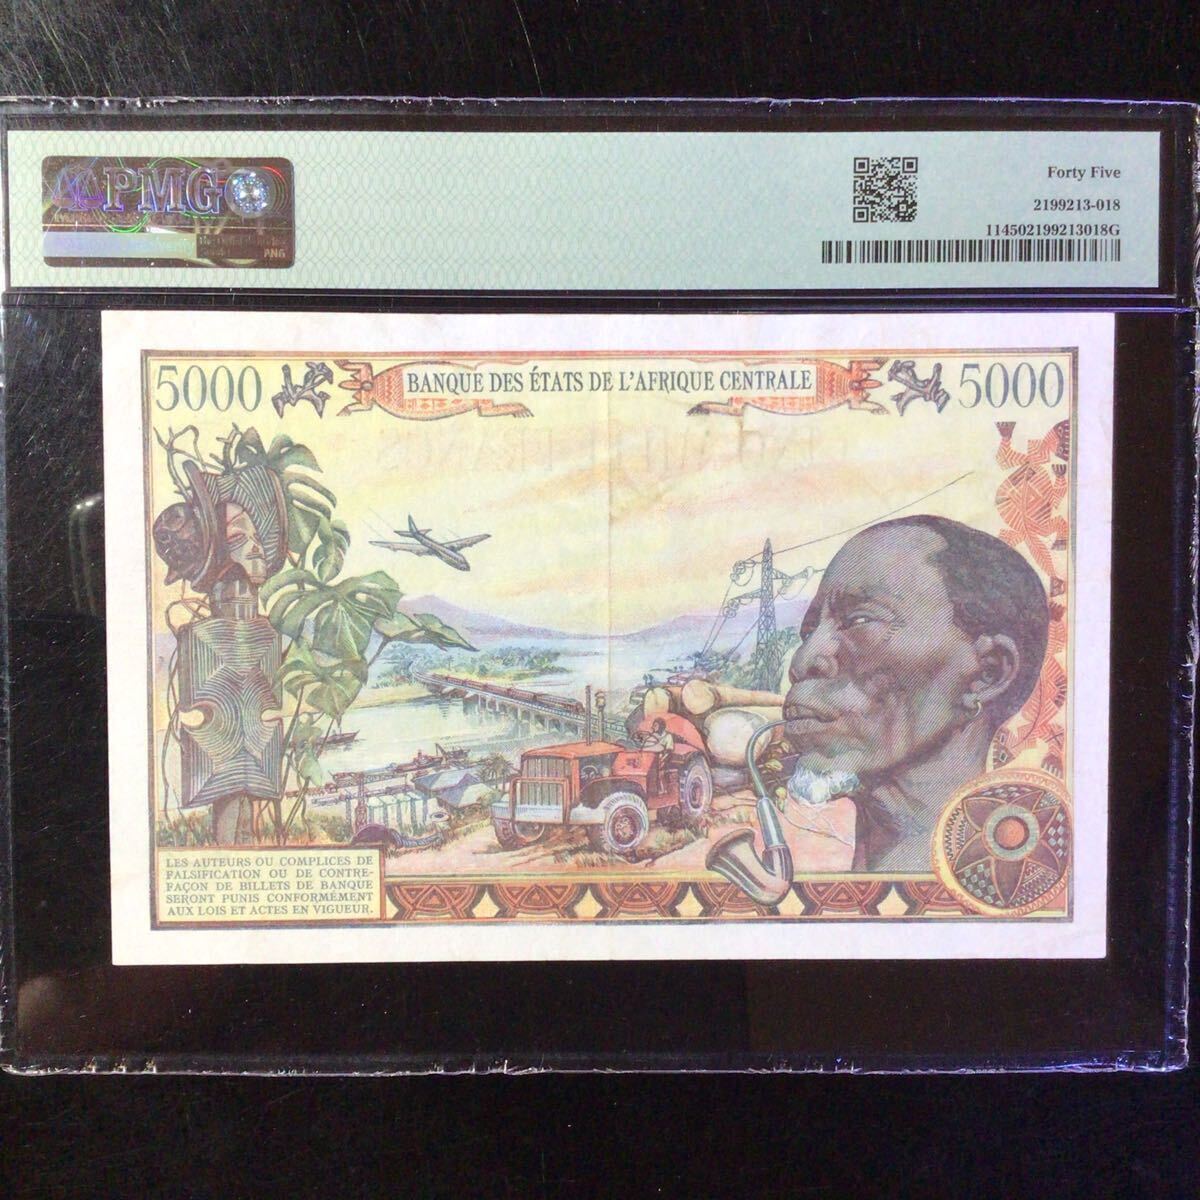 PMG
PNG
Forty Five
2199213-018
114502199213018G
5000
BANQUE DES ÉTATS DE L'AFRIQUE CENTRALE
5000
LES AUTEURS OU COMPLICES DE
FALSIFICATION OU DE CONTRE-
FAÇON DE BILLETS DE BANQUE
SERONT PUNIS CONFORMÉMENT
AUX LOIS ET ACTES EN VIGUEUR.